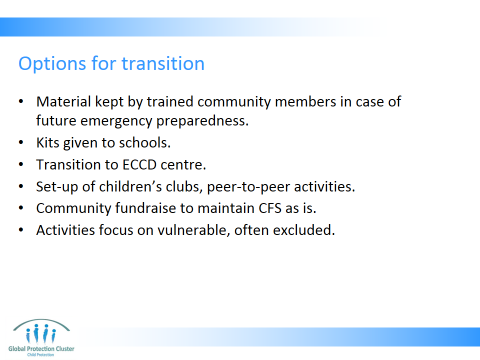 Options for transition
• Material kept by trained community members in case of
future emergency preparedness.
• Kits given to schools.
• Transition to ECCD centre.
• Set-up of children’s clubs, peer-to-peer activities.
• Community fundraise to maintain CFS as is.
• Activities focus on vulnerable, often excluded.
Global Protection Cluster
Child Protection